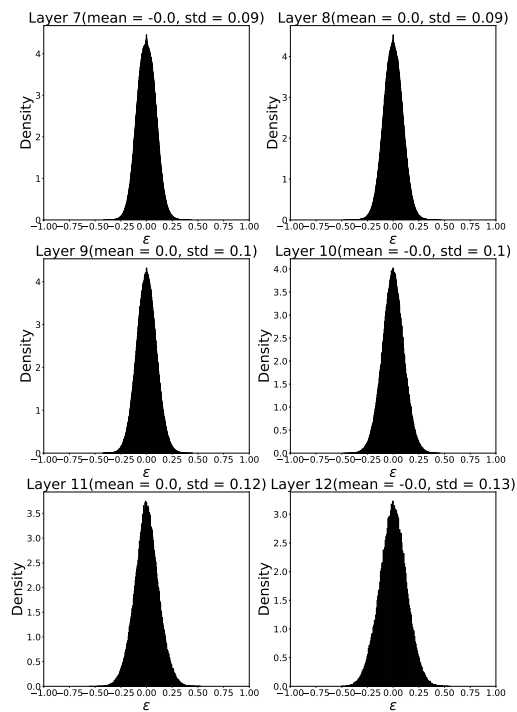 Layer 7(mean = -0.0, std = 0.09)
Density
4
3
2
1
0
−1.00−0.75−0.50−0.25 0.00 0.25 0.50 0.75 1.00
ε
Layer 8(mean = 0.0, std = 0.09)
Density
4
3
2
1
0
−1.00−0.75−0.50−0.25 0.00 0.25 0.50 0.75 1.00
ε
Layer 9(mean = 0.0, std = 0.1)
Density
4
3
2
1
0
−1.00−0.75−0.50−0.25 0.00 0.25 0.50 0.75 1.00
ε
Layer 10(mean = -0.0, std = 0.1)
Density
4.0
3.5
3.0
2.5
2.0
1.5
1.0
0.5
0.0
−1.00−0.75−0.50−0.25 0.00 0.25 0.50 0.75 1.00
ε
Layer 11(mean = 0.0, std = 0.12)
Density
3.5
3.0
2.5
2.0
1.5
1.0
0.5
0.0
−1.00−0.75−0.50−0.25 0.00 0.25 0.50 0.75 1.00
ε
Layer 12(mean = -0.0, std = 0.13)
Density
3.0
2.5
2.0
1.5
1.0
0.5
0.0
−1.00−0.75−0.50−0.25 0.00 0.25 0.50 0.75 1.00
ε